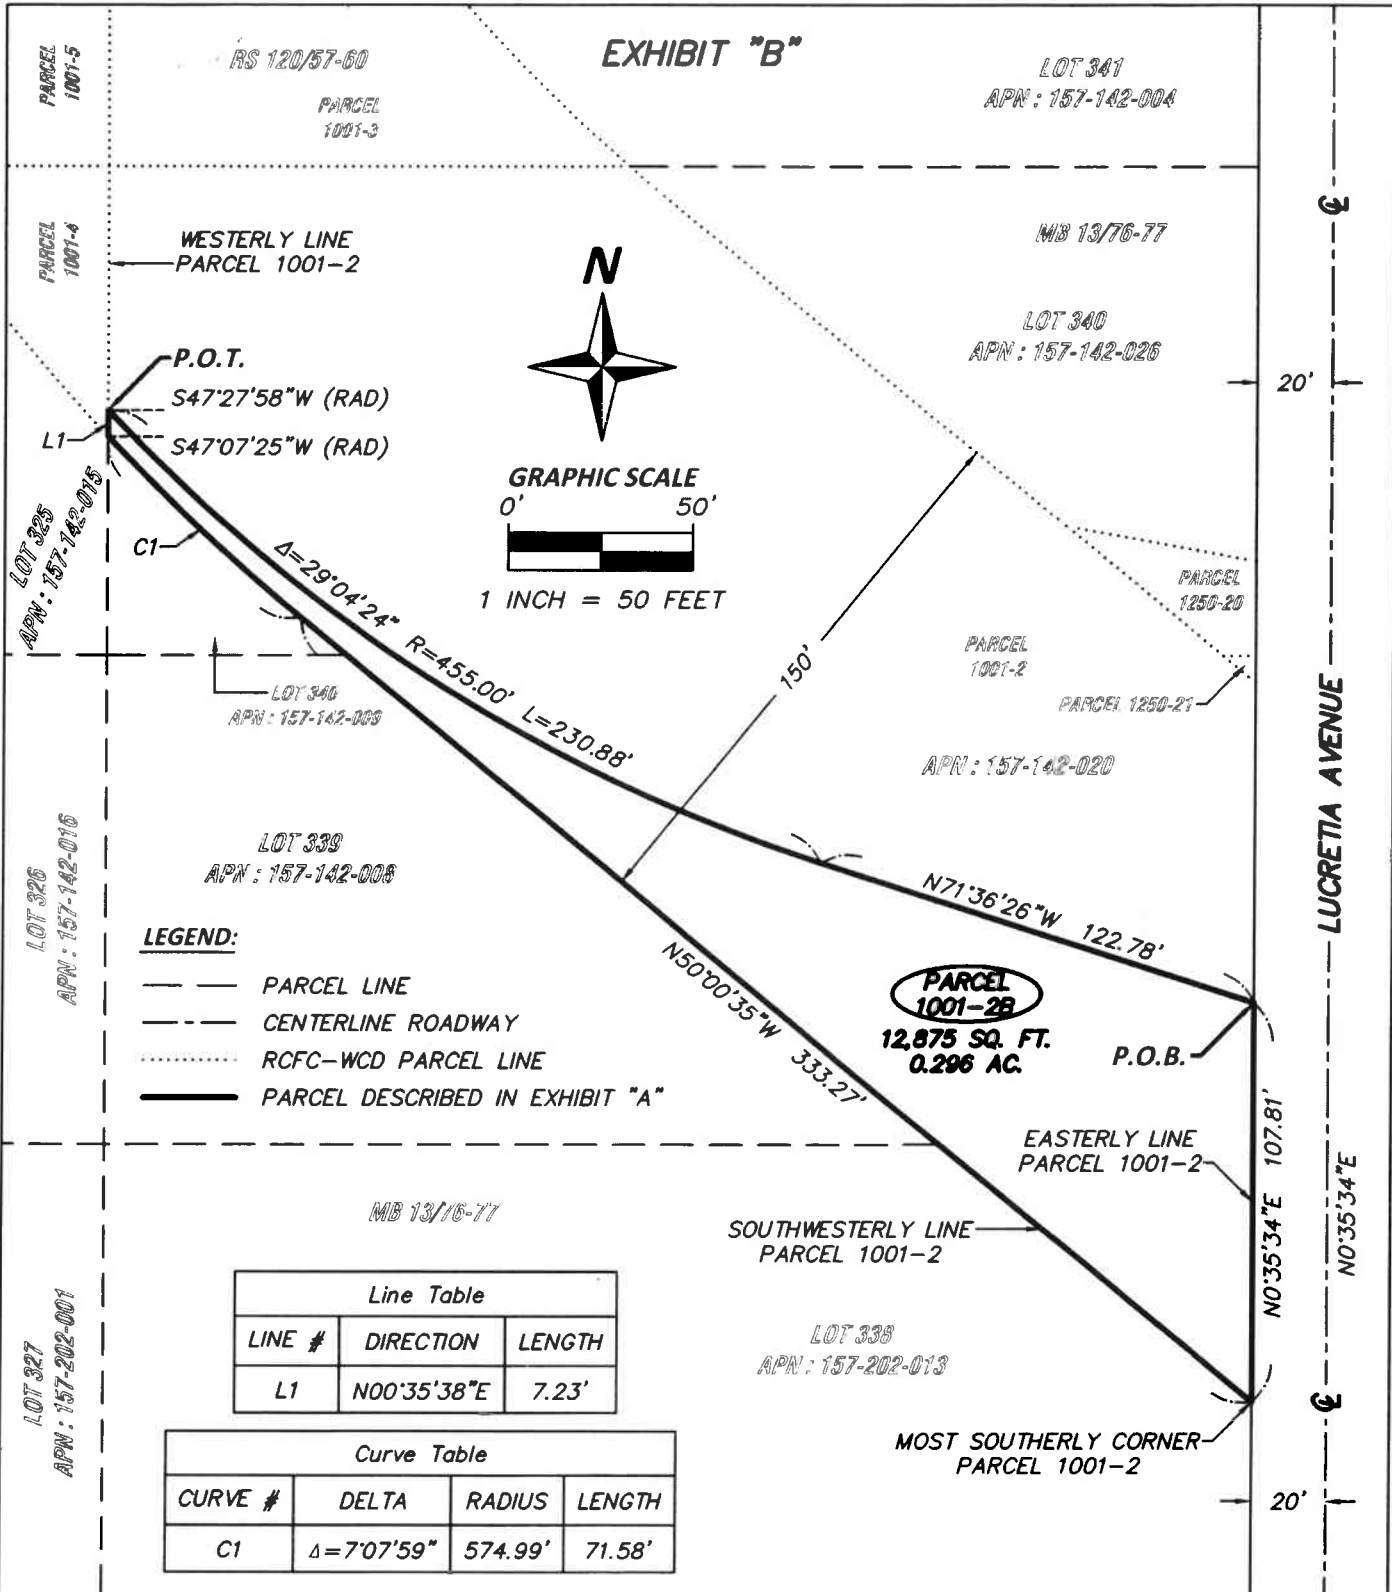 EXHIBIT "B"
PARCEL
1001-5
RS 120/57-60
PARCEL
1001-3
LOT 341
APN : 157-142-004
PARCEL
1001-4
WESTERLY LINE
PARCEL 1001-2
N
MB 13/76-77
LOT 340
APN : 157-142-026
20'
P.O.T.
S47°27'58"W (RAD)
L1
S47°07'25"W (RAD)
GRAPHIC SCALE
0' 50'
1 INCH = 50 FEET
LOT 325
APN : 157-142-015
C1
Δ=29°04'24" R=455.00' L=230.88'
150'
PARCEL
1250-20
PARCEL
1001-2
PARCEL 1250-21
LOT 340
APN : 157-142-009
APN : 157-142-020
LUCRETIA AVENUE
LOT 339
APN : 157-142-008
LOT 326
APN : 157-142-016
N71°36'26"W 122.78'
LEGEND:
PARCEL LINE
CENTERLINE ROADWAY
RCFC-WCD PARCEL LINE
PARCEL DESCRIBED IN EXHIBIT "A"
N50°00'35"W 333.27'
PARCEL
1001-2B
12,875 SQ. FT.
0.296 AC.
P.O.B.
EASTERLY LINE
PARCEL 1001-2
N0°35'34"E 107.81'
N0°35'34"E
MB 13/76-77
SOUTHWESTERLY LINE
PARCEL 1001-2
Line Table
LINE # DIRECTION LENGTH
L1 N00°35'38"E 7.23'
LOT 338
APN : 157-202-013
LOT 327
APN : 157-202-001
MOST SOUTHERLY CORNER
PARCEL 1001-2
Curve Table
CURVE # DELTA RADIUS LENGTH
C1 Δ=7°07'59" 574.99' 71.58'
20'